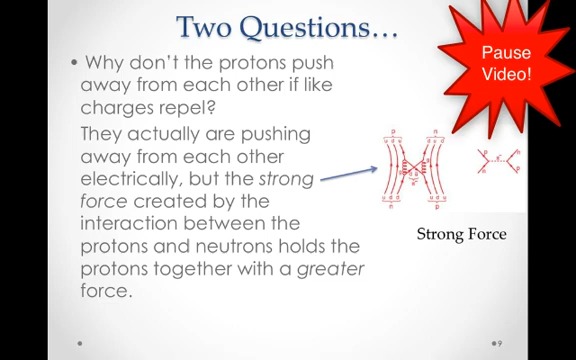 Two Questions…
Pause
Video!
• Why don't the protons push
away from each other if like
charges repel?
They actually are pushing
away from each other
electrically, but the strong
force created by the
interaction between the
protons and neutrons holds the
protons together with a greater
force.
p n
n p
Strong Force
9